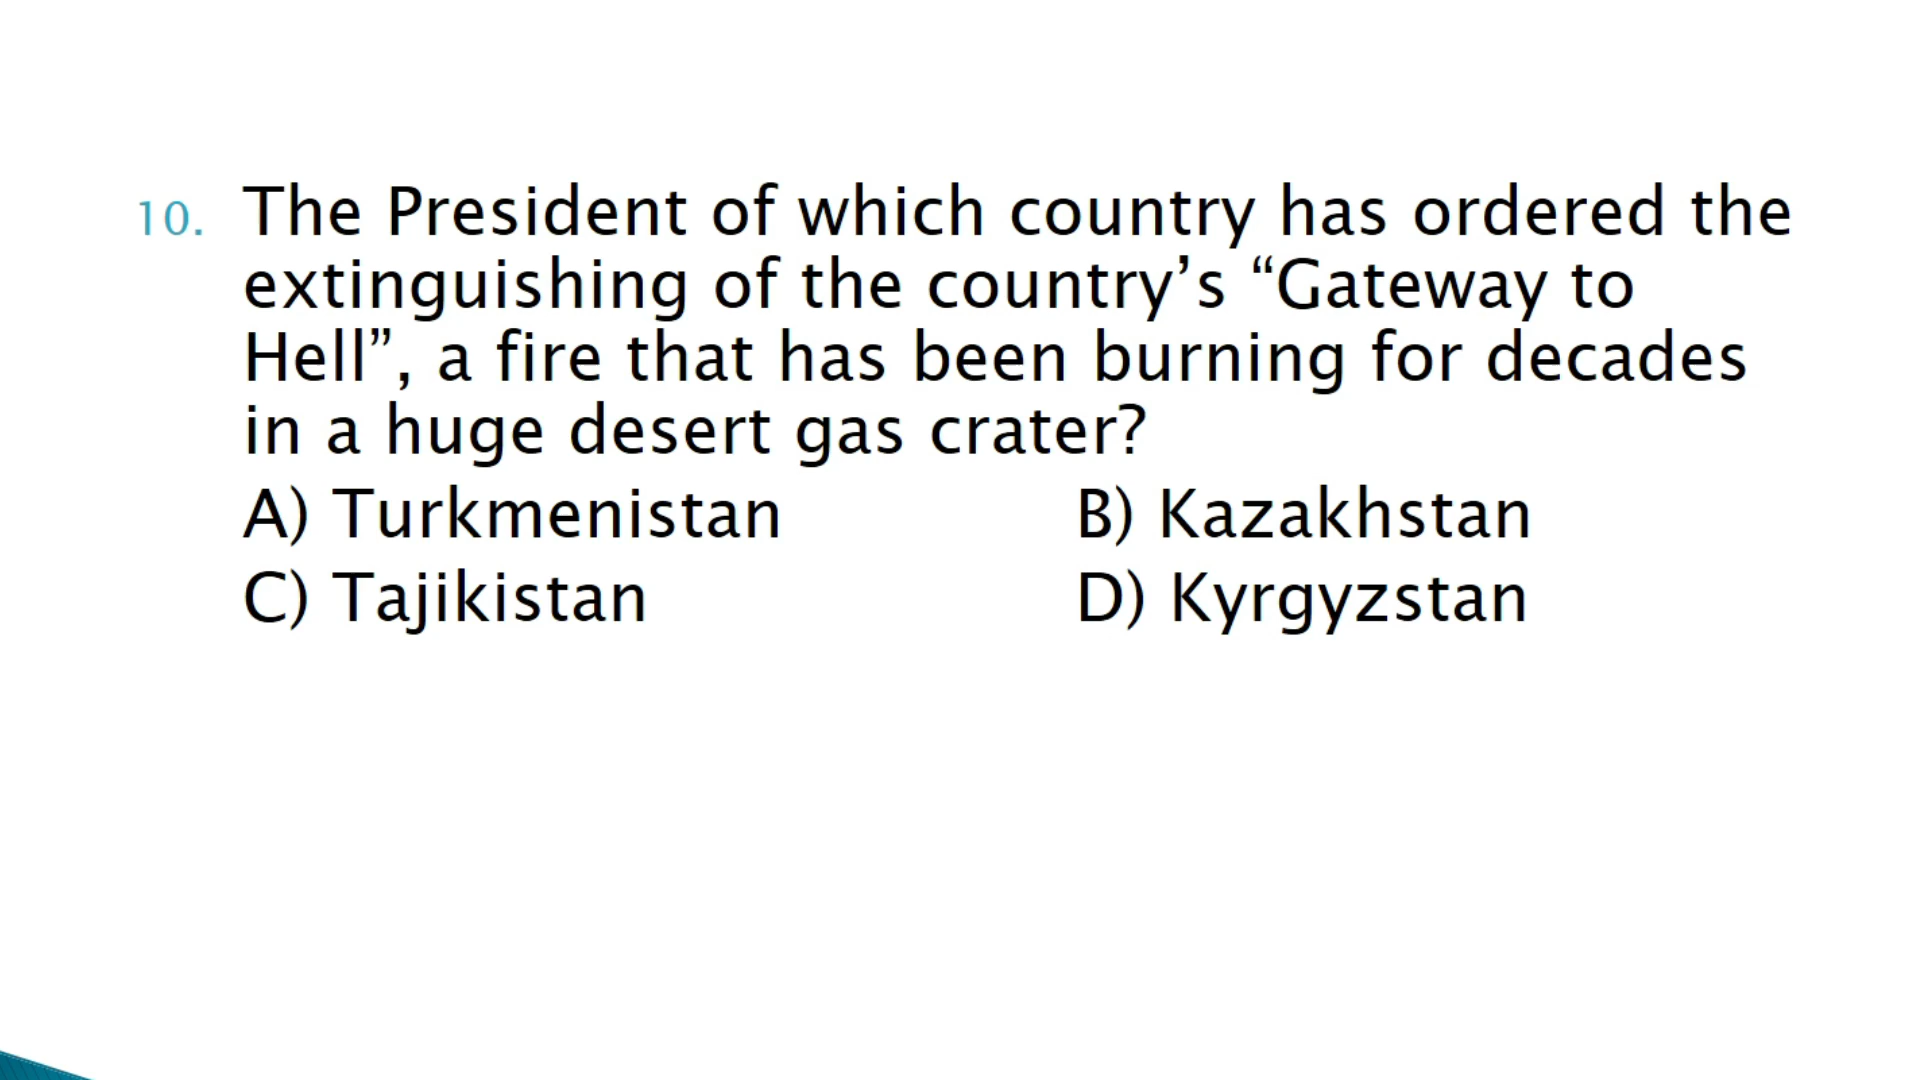 10. The President of which country has ordered the
extinguishing of the country’s “Gateway to
Hell”, a fire that has been burning for decades
in a huge desert gas crater?
A) Turkmenistan B) Kazakhstan
C) Tajikistan D) Kyrgyzstan